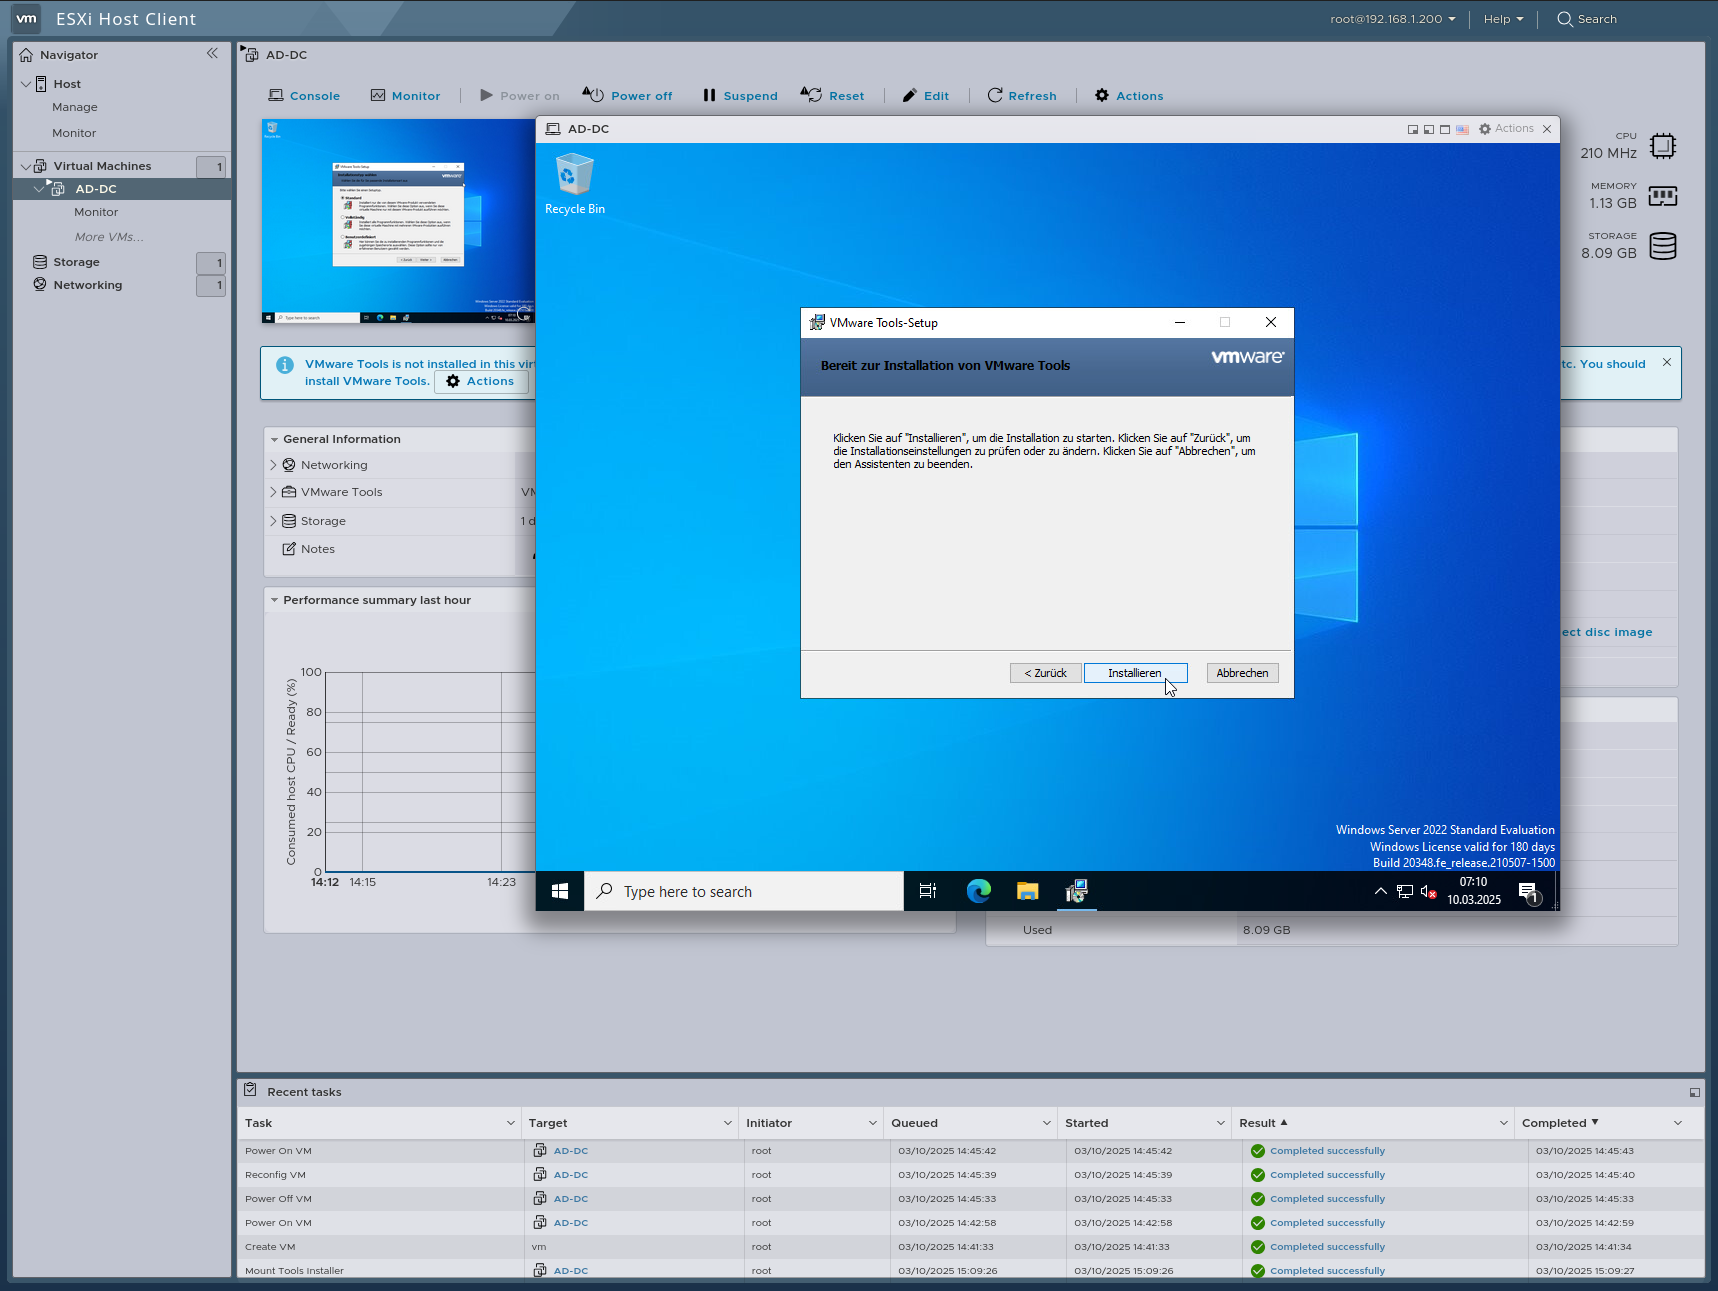 vm ESXi Host Client
root@192.168.1.200
Help
Search
Navigator
Host
Manage
Monitor
Virtual Machines 1
AD-DC
Monitor
More VMs...
Storage 1
Networking 1
AD-DC
Console
Monitor
Power on
Power off
Suspend
Reset
Edit
Refresh
Actions
CPU
210 MHz
MEMORY
1.13 GB
STORAGE
8.09 GB
VMware Tools is not installed in this vir
tc. You should
install VMware Tools.
Actions
General Information
Networking
VMware Tools
VM
Storage
1 d
Notes
Performance summary last hour
Consumed host CPU / Ready (%)
100
80
60
40
20
0
14:12 14:15 14:23
ect disc image
Used 8.09 GB
AD-DC
Actions
Recycle Bin
VMware Tools-Setup
Bereit zur Installation von VMware Tools
vmware
Klicken Sie auf "Installieren", um die Installation zu starten. Klicken Sie auf "Zurück", um
die Installationseinstellungen zu prüfen oder zu ändern. Klicken Sie auf "Abbrechen", um
den Assistenten zu beenden.
< Zurück
Installieren
Abbrechen
Windows Server 2022 Standard Evaluation
Windows License valid for 180 days
Build 20348.fe_release.210507-1500
Type here to search
07:10
10.03.2025
1
Recent tasks
Task Target Initiator Queued Started Result Completed
Power On VM AD-DC root 03/10/2025 14:45:42 03/10/2025 14:45:42 Completed successfully 03/10/2025 14:45:43
Reconfig VM AD-DC root 03/10/2025 14:45:39 03/10/2025 14:45:39 Completed successfully 03/10/2025 14:45:40
Power Off VM AD-DC root 03/10/2025 14:45:33 03/10/2025 14:45:33 Completed successfully 03/10/2025 14:45:33
Power On VM AD-DC root 03/10/2025 14:42:58 03/10/2025 14:42:58 Completed successfully 03/10/2025 14:42:59
Create VM vm root 03/10/2025 14:41:33 03/10/2025 14:41:33 Completed successfully 03/10/2025 14:41:34
Mount Tools Installer AD-DC root 03/10/2025 15:09:26 03/10/2025 15:09:26 Completed successfully 03/10/2025 15:09:27